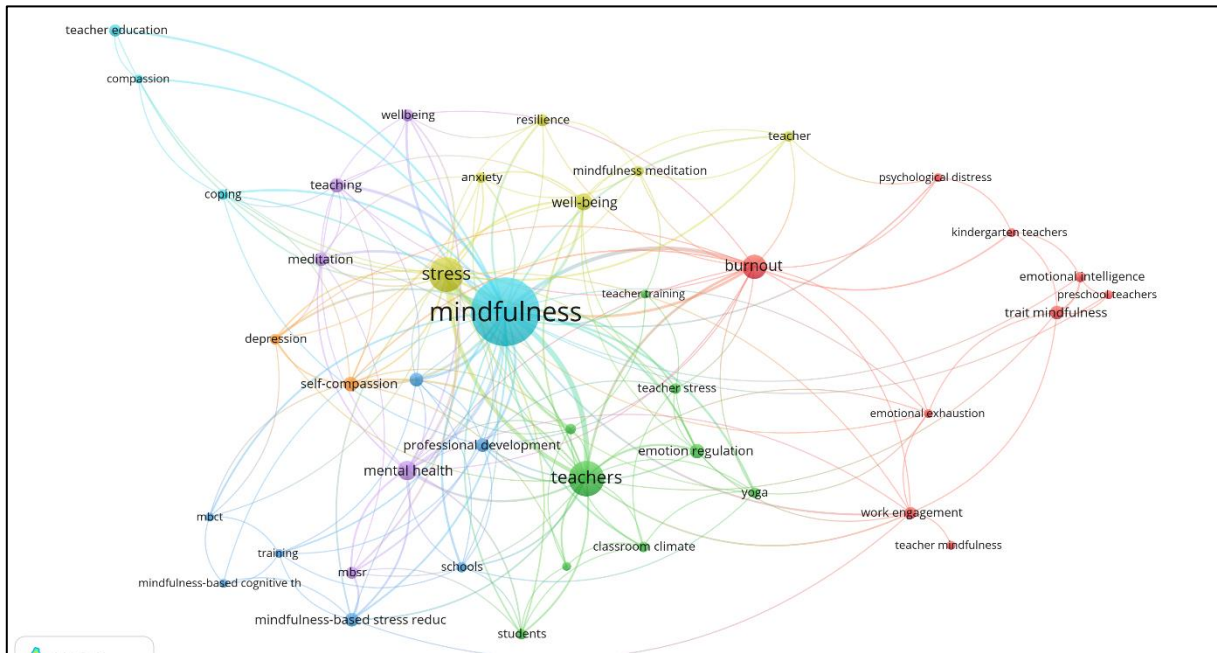 teacher education
compassion
wellbeing
resilience
teacher
mindfulness meditation
anxiety
psychological distress
teaching
coping
well-being
kindergarten teachers
meditation
stress
burnout
emotional intelligence
teacher training
preschool teachers
mindfulness
trait mindfulness
depression
self-compassion
teacher stress
emotional exhaustion
professional development
emotion regulation
mental health
teachers
yoga
work engagement
mbct
training
classroom climate
teacher mindfulness
mindfulness-based cognitive th
mbsr
schools
mindfulness-based stress reduc
students